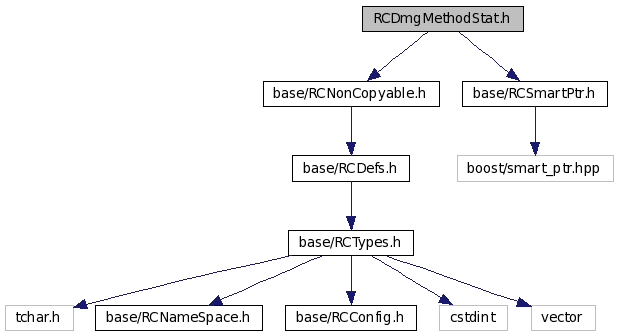 RCDmgMethodStat.h
base/RCNonCopyable.h
base/RCSmartPtr.h
base/RCDefs.h
boost/smart_ptr.hpp
base/RCTypes.h
tchar.h
base/RCNameSpace.h
base/RCConfig.h
cstdint
vector